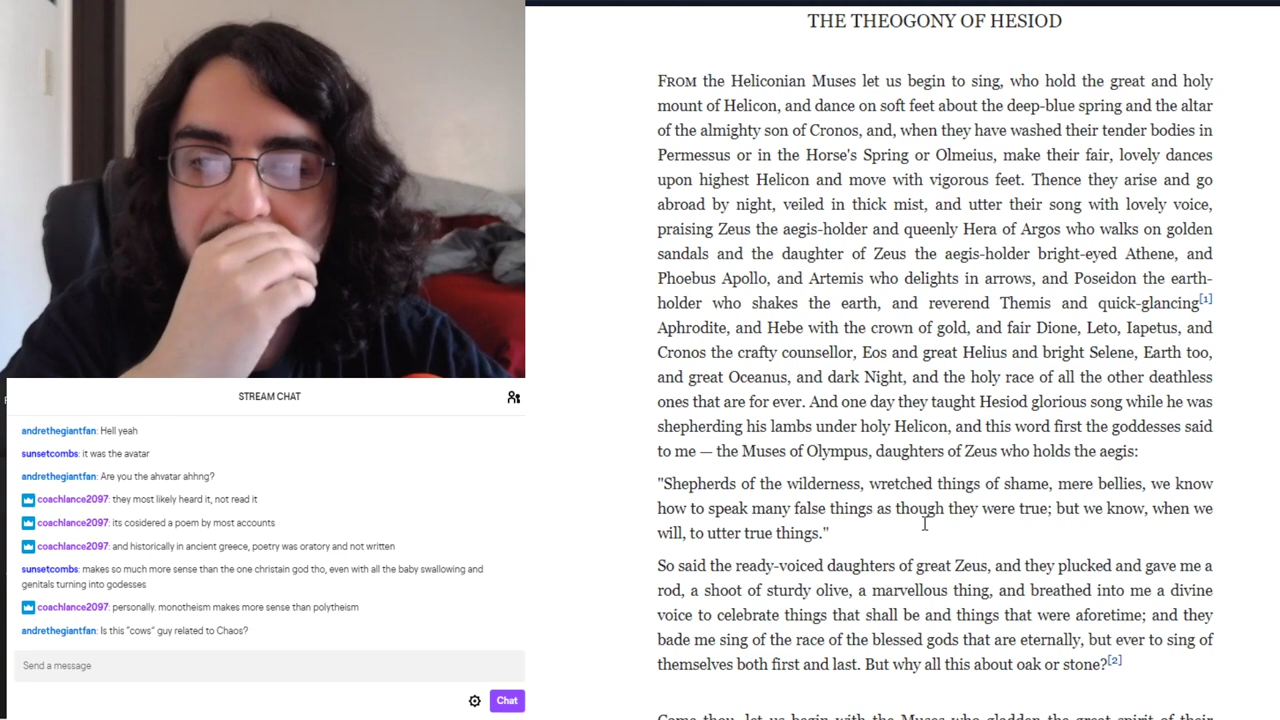 THE THEOGONY OF HESIOD
FROM the Heliconian Muses let us begin to sing, who hold the great and holy
mount of Helicon, and dance on soft feet about the deep-blue spring and the altar
of the almighty son of Cronos, and, when they have washed their tender bodies in
Permessus or in the Horse's Spring or Olmeius, make their fair, lovely dances
upon highest Helicon and move with vigorous feet. Thence they arise and go
abroad by night, veiled in thick mist, and utter their song with lovely voice,
praising Zeus the aegis-holder and queenly Hera of Argos who walks on golden
sandals and the daughter of Zeus the aegis-holder bright-eyed Athene, and
Phoebus Apollo, and Artemis who delights in arrows, and Poseidon the earth-
holder who shakes the earth, and reverend Themis and quick-glancing[1]
Aphrodite, and Hebe with the crown of gold, and fair Dione, Leto, Iapetus, and
Cronos the crafty counsellor, Eos and great Helius and bright Selene, Earth too,
and great Oceanus, and dark Night, and the holy race of all the other deathless
ones that are for ever. And one day they taught Hesiod glorious song while he was
shepherding his lambs under holy Helicon, and this word first the goddesses said
to me — the Muses of Olympus, daughters of Zeus who holds the aegis:
"Shepherds of the wilderness, wretched things of shame, mere bellies, we know
how to speak many false things as though they were true; but we know, when we
will, to utter true things."
So said the ready-voiced daughters of great Zeus, and they plucked and gave me a
rod, a shoot of sturdy olive, a marvellous thing, and breathed into me a divine
voice to celebrate things that shall be and things that were aforetime; and they
bade me sing of the race of the blessed gods that are eternally, but ever to sing of
themselves both first and last. But why all this about oak or stone?[2]
Come thou, let us begin with the Muses who gladden the great spirit of their
STREAM CHAT
andrethegiantfan: Hell yeah
sunsetcombs: it was the avatar
andrethegiantfan: Are you the ahvatar ahhng?
coachlance2097: they most likely heard it, not read it
coachlance2097: its cosidered a poem by most accounts
coachlance2097: and historically in ancient greece, poetry was oratory and not written
sunsetcombs: makes so much more sense than the one christain god tho, even with all the baby swallowing and
genitals turning into godesses
coachlance2097: personally. monotheism makes more sense than polytheism
andrethegiantfan: Is this "cows" guy related to Chaos?
Send a message
Chat